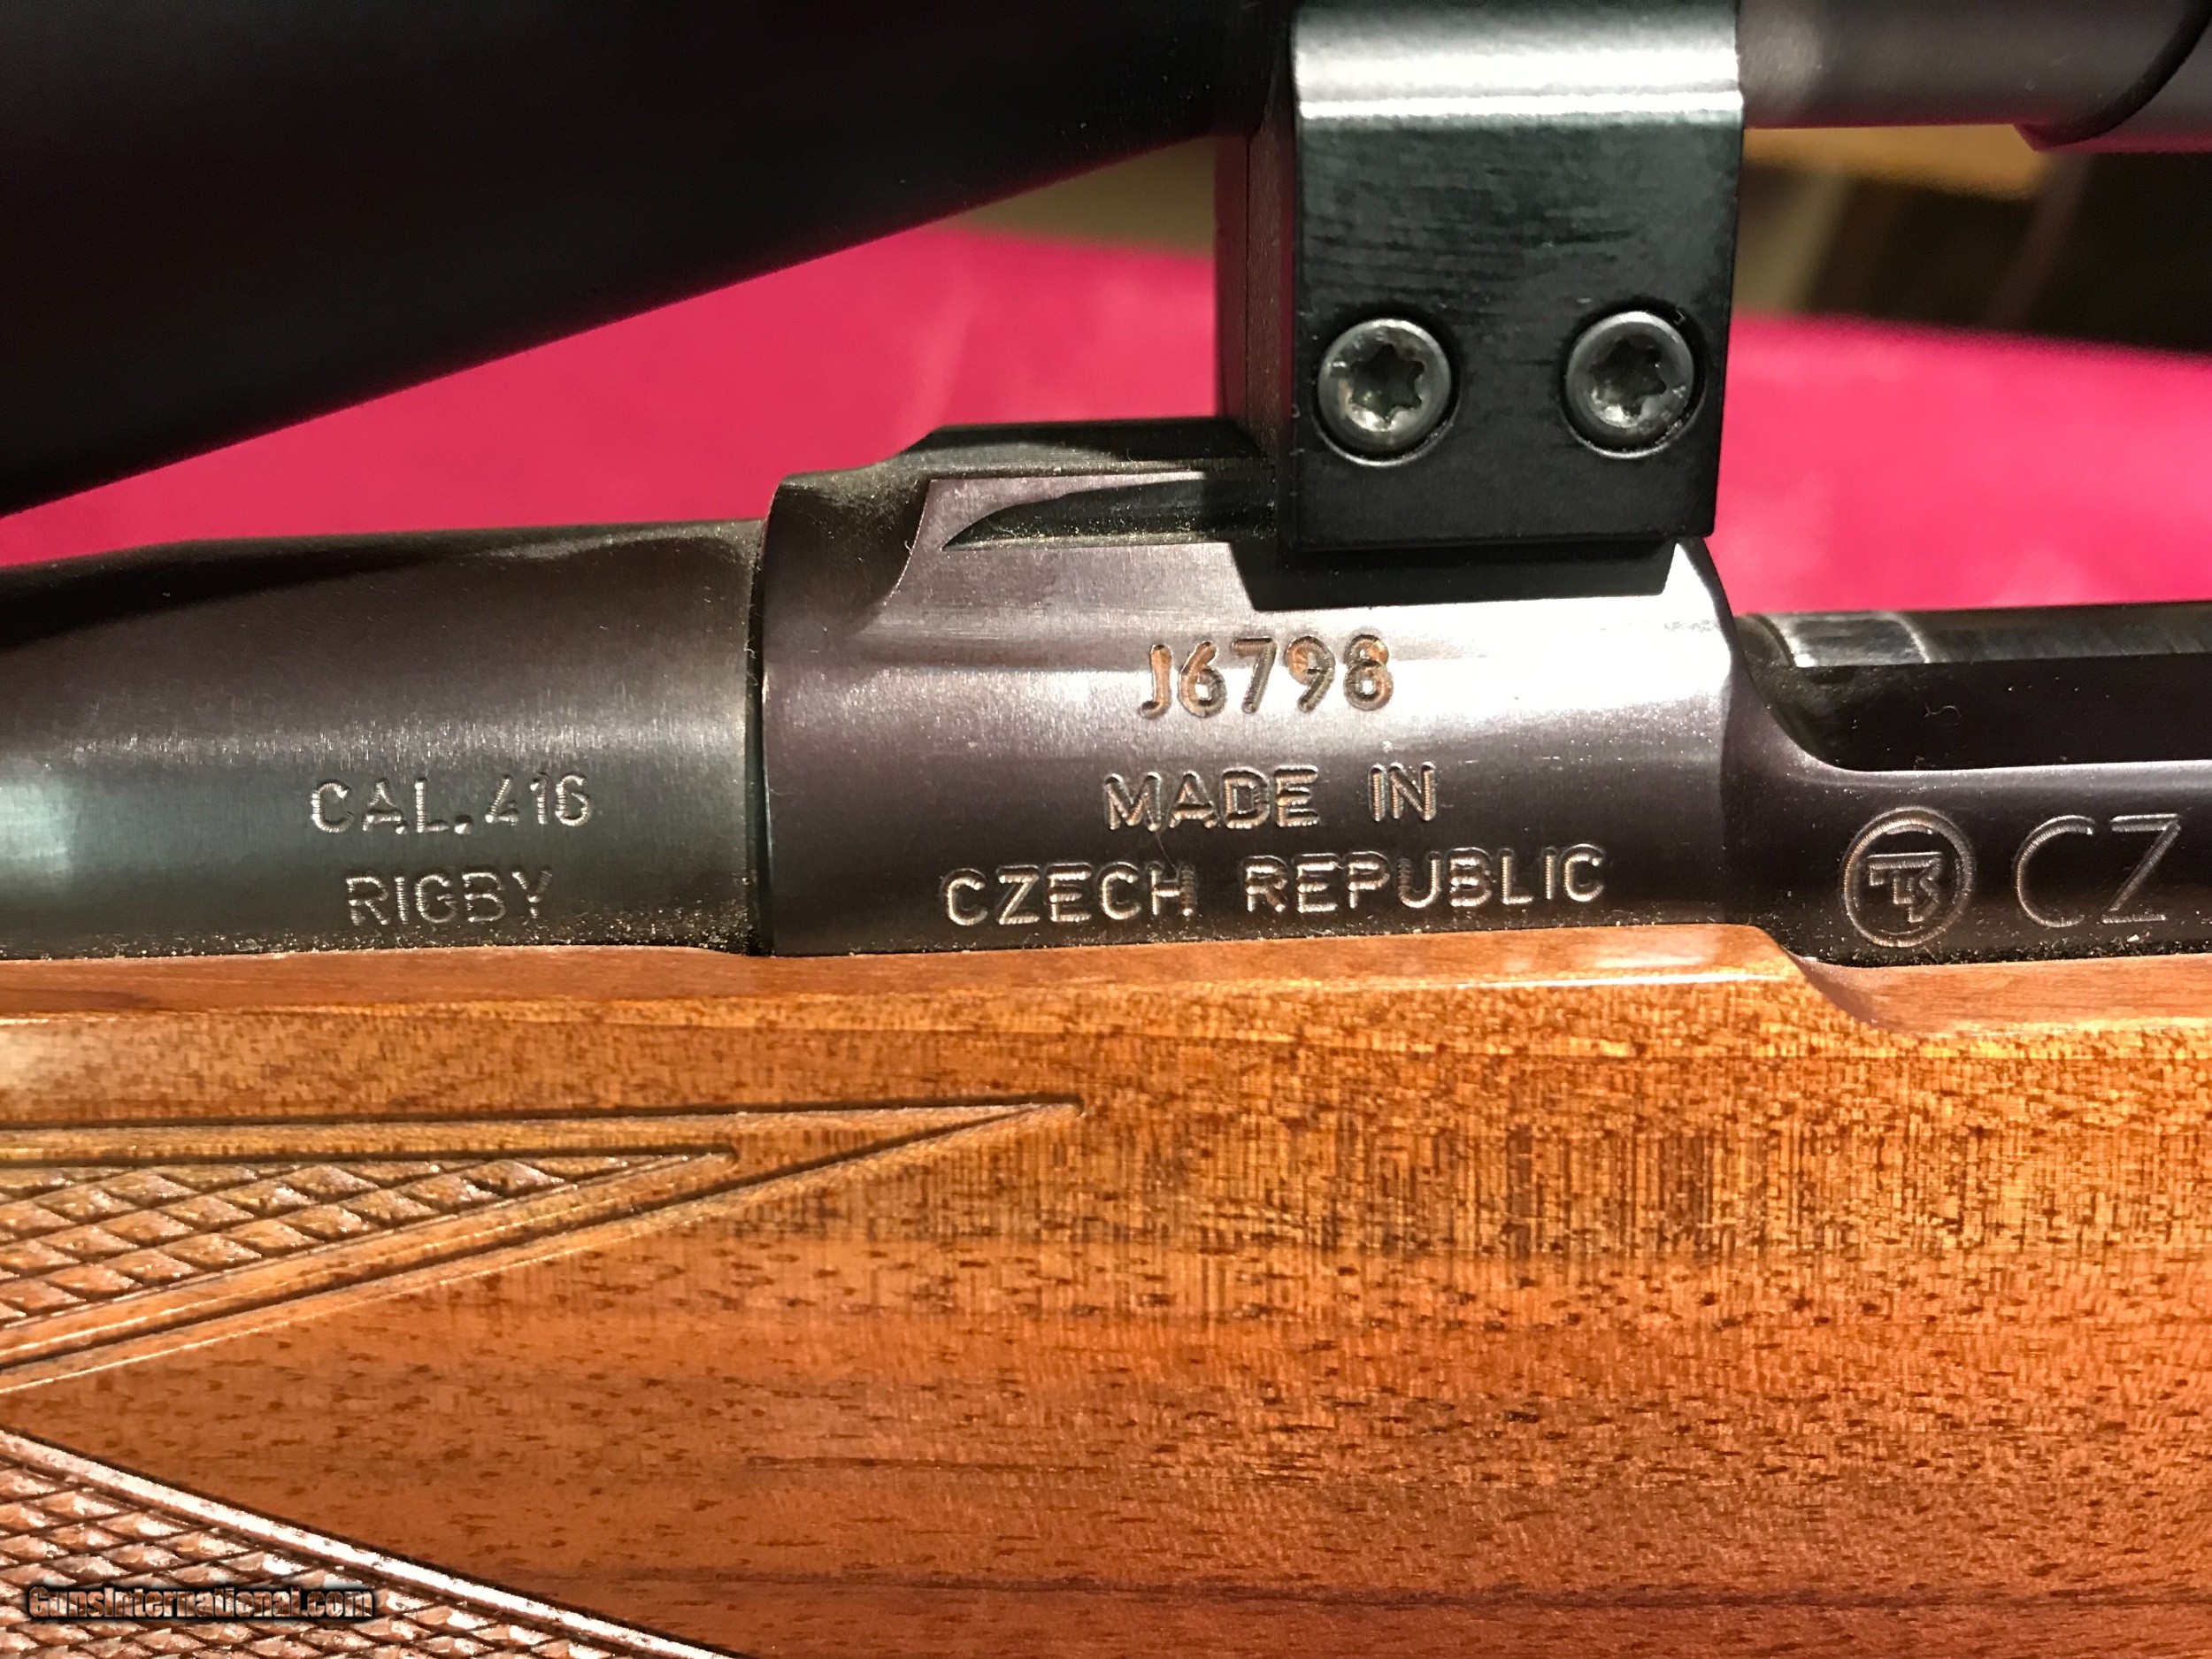 J6798
CAL.416
RIGBY
MADE IN
CZECH REPUBLIC
CZ
GunsInternational.com